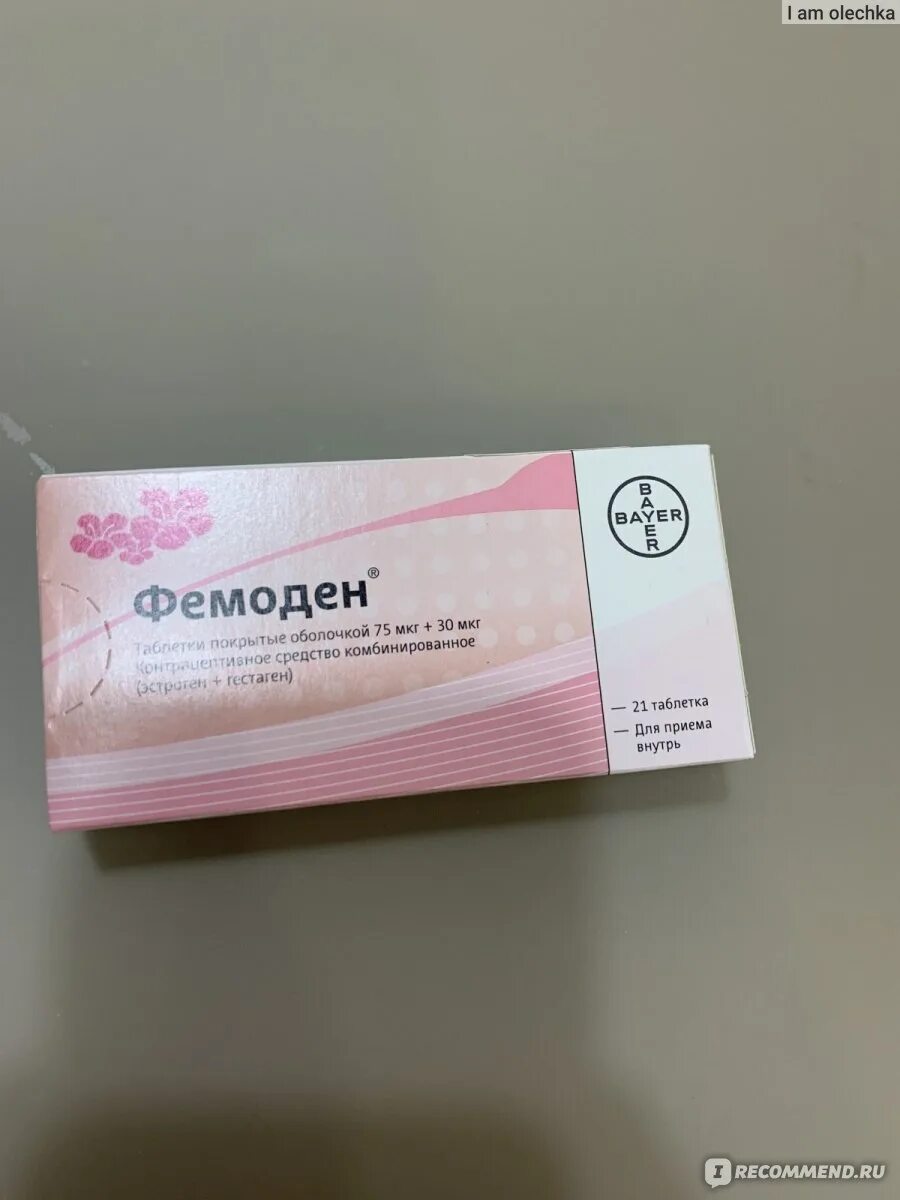 I am olechka
Фемоден®
Таблетки покрытые оболочкой 75 мкг + 30 мкг
Контрацептивное средство комбинированное
(эстроген + гестаген)
BAYER
BAYER
— 21 таблетка
— Для приема
внутрь
IRECOMMEND.RU